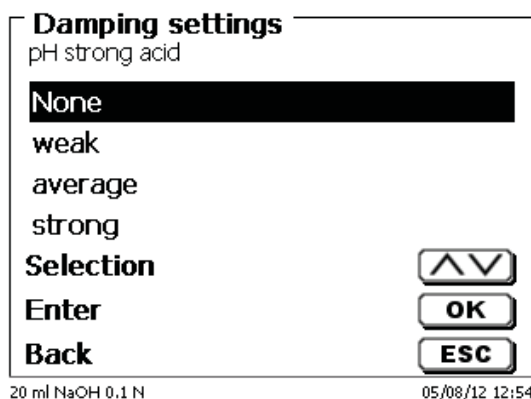 Damping settings
pH strong acid
None
weak
average
strong
Selection
Enter OK
Back ESC
20 ml NaOH 0.1 N 05/08/12 12:54